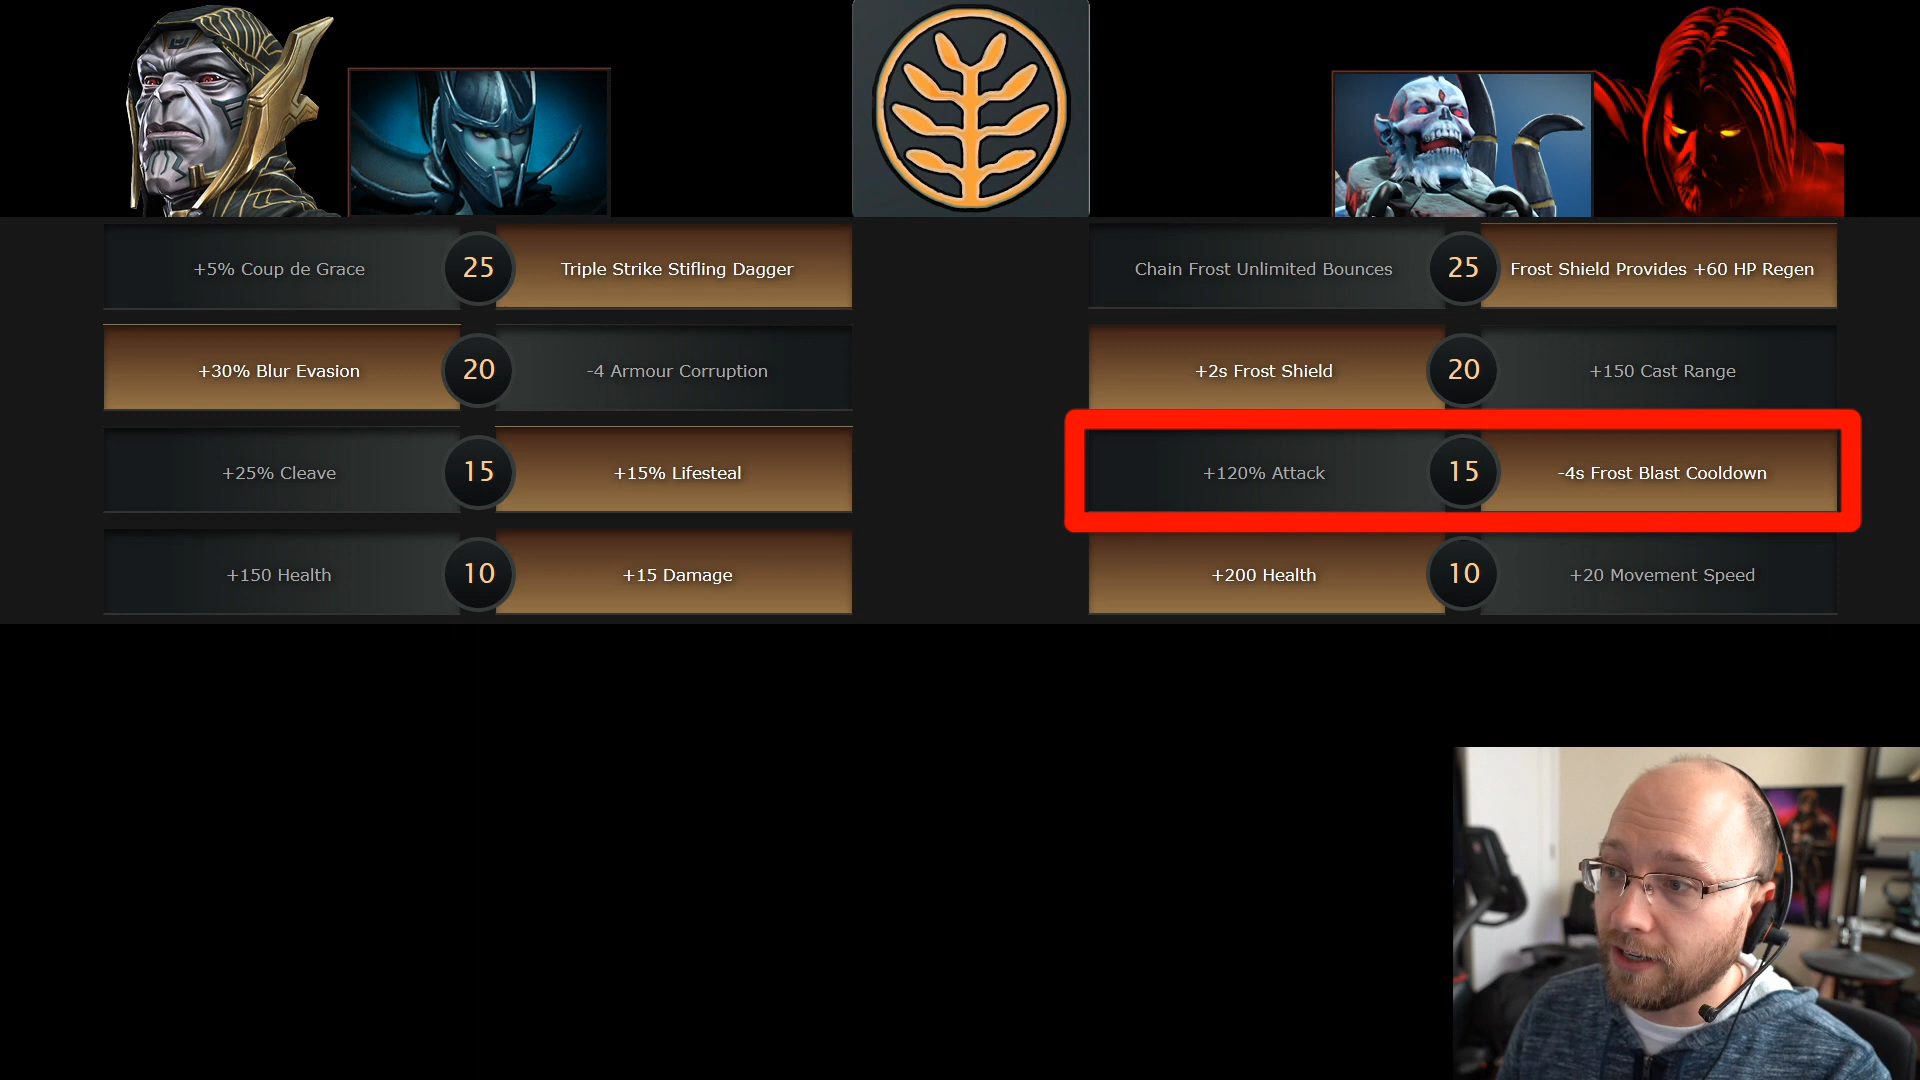 +5% Coup de Grace 25 Triple Strike Stifling Dagger
+30% Blur Evasion 20 -4 Armour Corruption
+25% Cleave 15 +15% Lifesteal
+150 Health 10 +15 Damage
Chain Frost Unlimited Bounces 25 Frost Shield Provides +60 HP Regen
+2s Frost Shield 20 +150 Cast Range
+120% Attack 15 -4s Frost Blast Cooldown
+200 Health 10 +20 Movement Speed